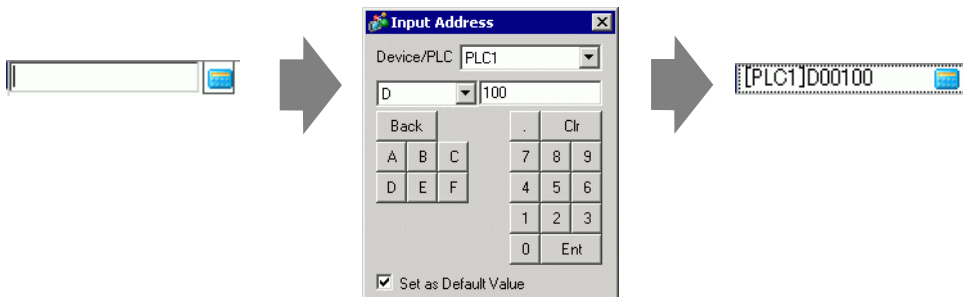 Input Address
Device/PLC PLC1
D 100
Back . Clr
A B C 7 8 9
D E F 4 5 6
1 2 3
0 Ent
Set as Default Value
[PLC1]D00100